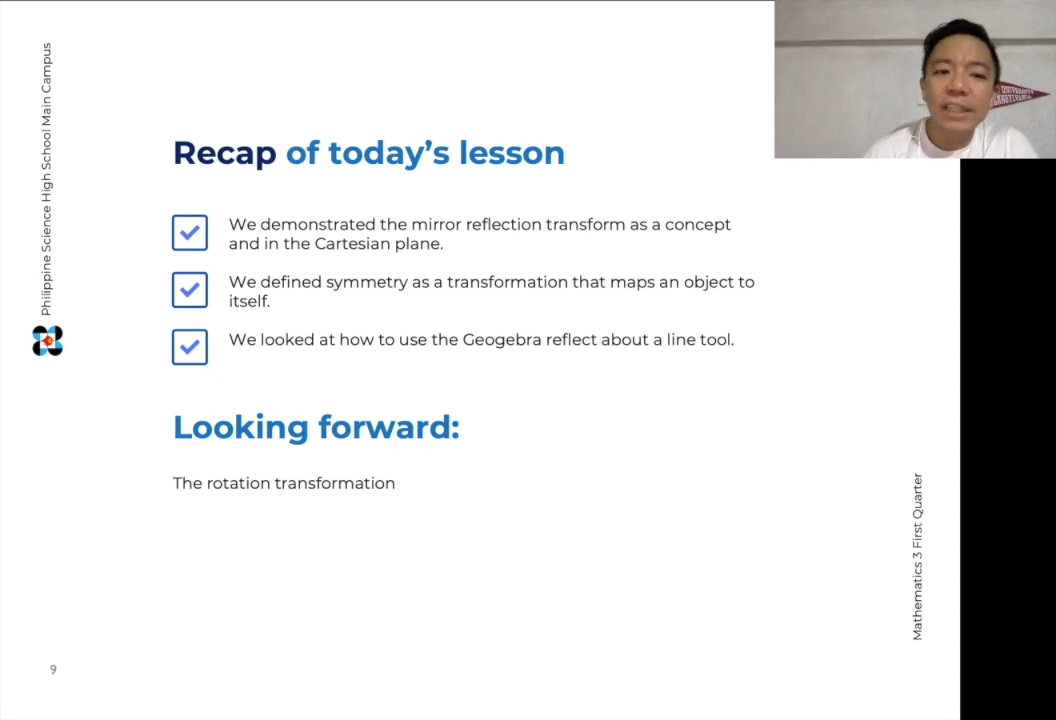 Philippine Science High School Main Campus
Recap of today's lesson
We demonstrated the mirror reflection transform as a concept
and in the Cartesian plane.
We defined symmetry as a transformation that maps an object to
itself.
We looked at how to use the Geogebra reflect about a line tool.
Looking forward:
The rotation transformation
Mathematics 3 First Quarter
9